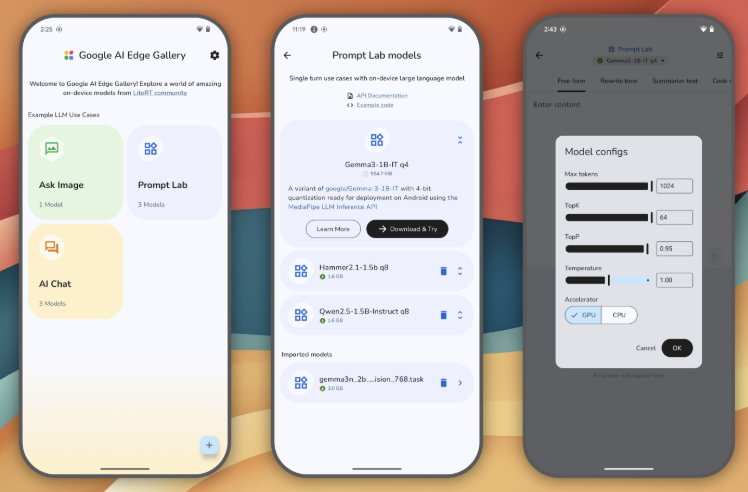 2:25
Google AI Edge Gallery
Welcome to Google AI Edge Gallery! Explore a world of amazing
on-device models from LiteRT community
Example LLM Use Cases
Ask Image
1 Model
Prompt Lab
3 Models
AI Chat
3 Models
+
11:19
Prompt Lab models
Single turn use cases with on-device large language model
API Documentation
Example code
Gemma3-1B-IT q4
554.7 MB
A variant of google/Gemma-3-1B-IT with 4-bit
quantization ready for deployment on Android using the
MediaPipe LLM Inference API
Learn More
Download & Try
Hammer2.1-1.5b q8
1.6 GB
Qwen2.5-1.5B-Instruct q8
1.6 GB
Imported models
gemma3n_2b_...ision_768.task
3.0 GB
2:43
Prompt Lab
Gemma3-1B-IT q4
Free form
Rewrite tone
Summarize text
Code
Enter content
Model configs
Max tokens
1024
TopK
64
TopP
0.95
Temperature
1.00
Accelerator
GPU
CPU
Cancel
OK